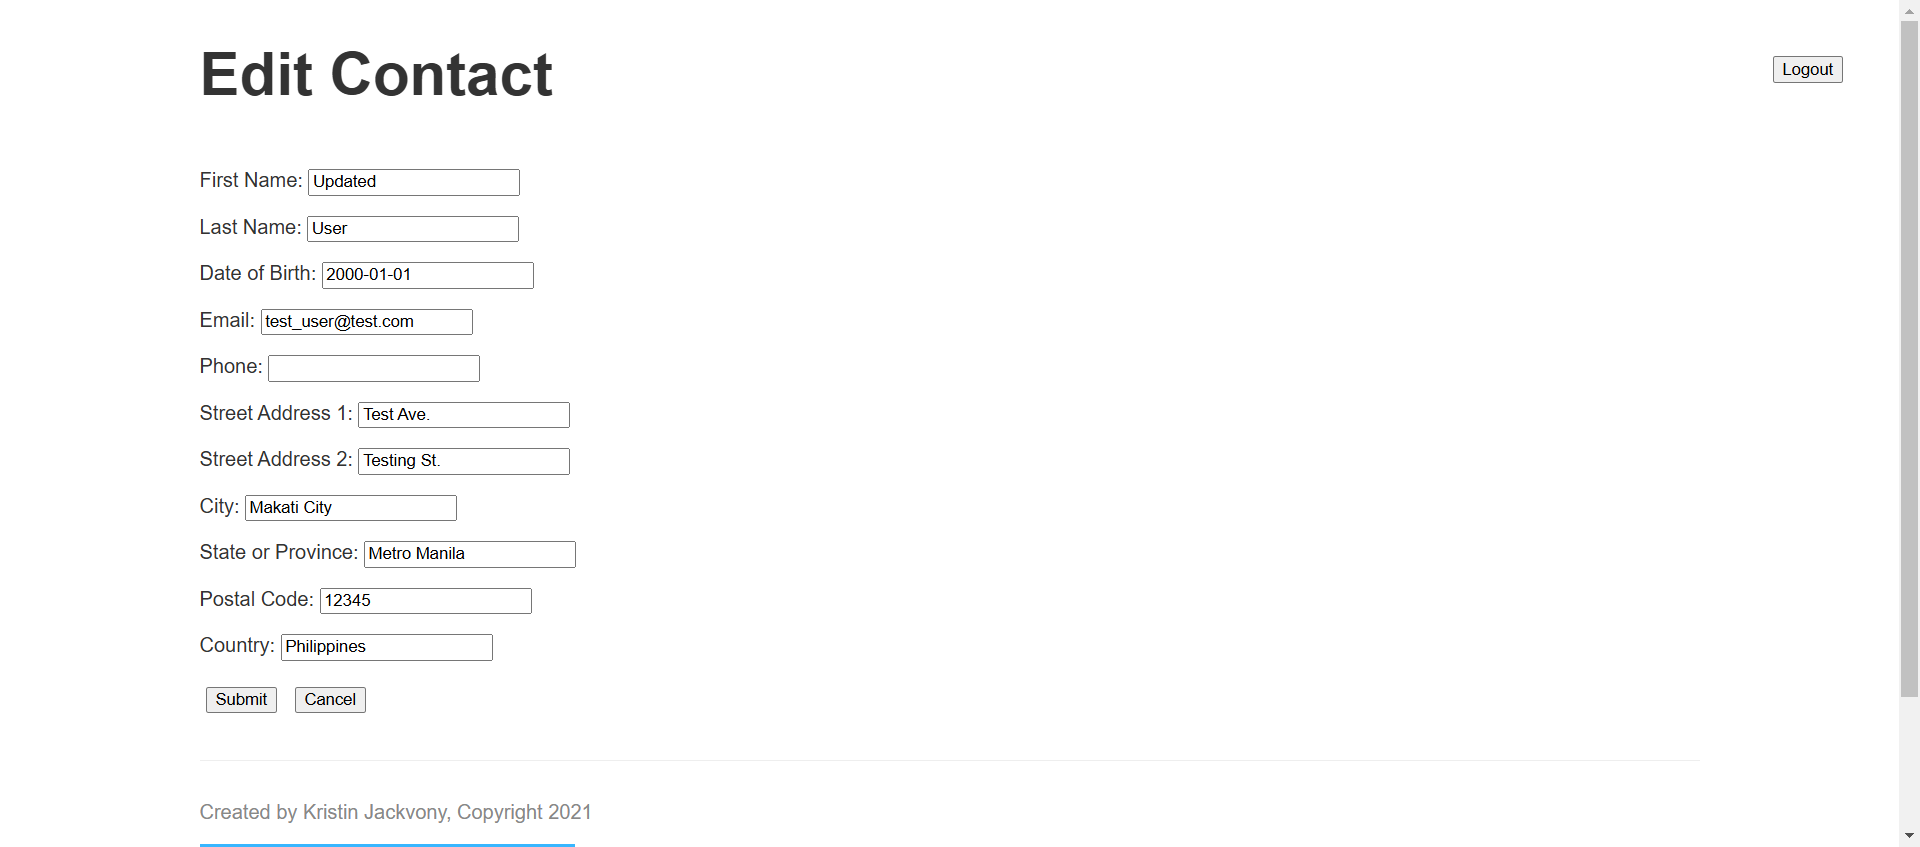 Edit Contact
Logout
First Name: Updated
Last Name: User
Date of Birth: 2000-01-01
Email: test_user@test.com
Phone:
Street Address 1: Test Ave.
Street Address 2: Testing St.
City: Makati City
State or Province: Metro Manila
Postal Code: 12345
Country: Philippines
Submit Cancel
Created by Kristin Jackvony, Copyright 2021